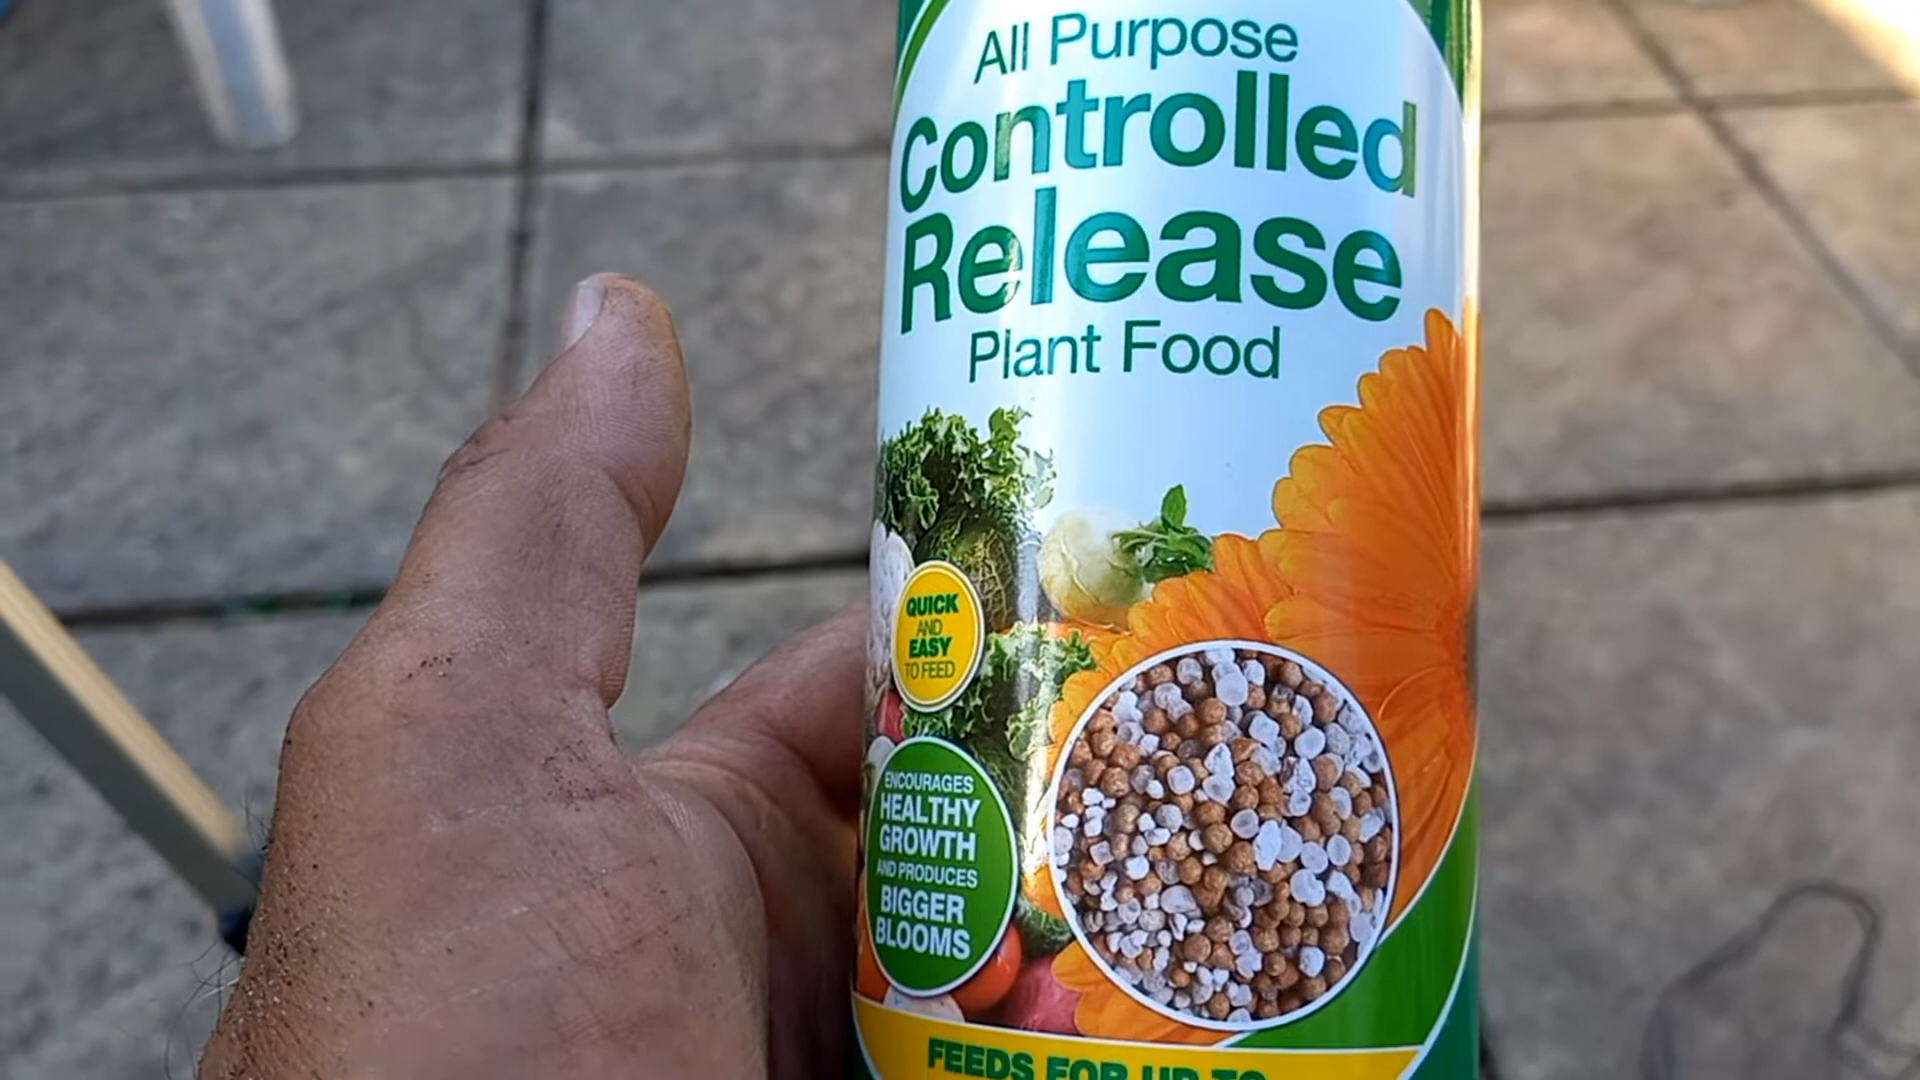 All Purpose
Controlled
Release
Plant Food
QUICK
AND
EASY
TO FEED
ENCOURAGES
HEALTHY
GROWTH
AND PRODUCES
BIGGER
BLOOMS
FEEDS FOR UP TO